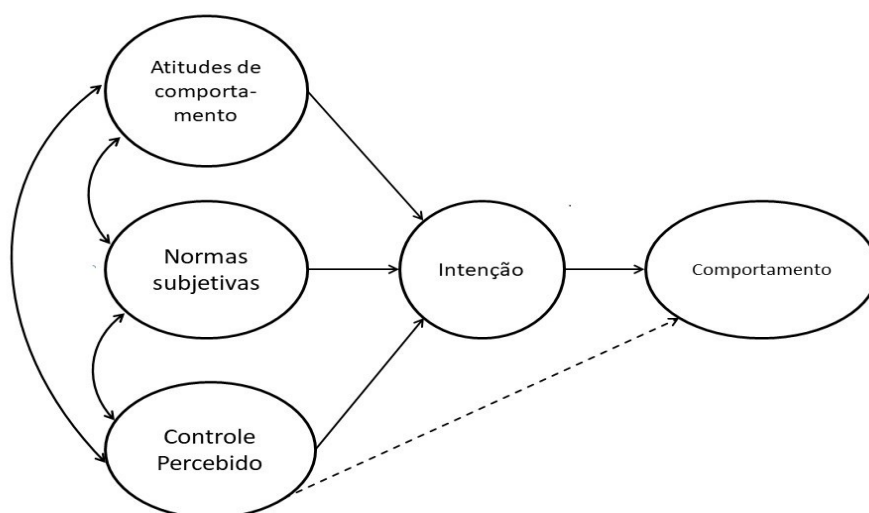 Atitudes de
comporta-
mento
Normas
subjetivas
Intenção
Comportamento
Controle
Percebido